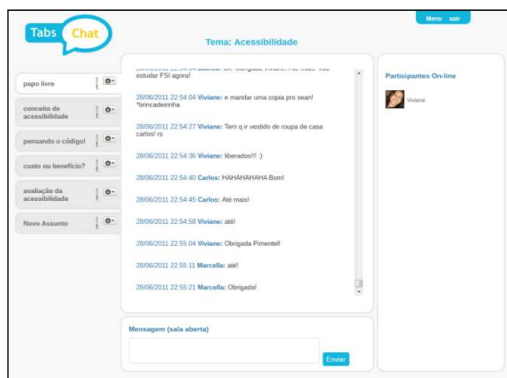 Menu sair
Tabs Chat
Tema: Acessibilidade
papo livre
conceito de
acessibilidade
pensando o código!
custo ou benefício?
avaliação da
acessibilidade
Novo Assunto
estudar FSI agora!
28/06/2011 22:54:04 Viviane: e mandar uma copia pro sean!
*brincadeirinha
28/06/2011 22:54:27 Viviane: Tem q ir vestido de roupa de casa
carlos! rs
28/06/2011 22:54:36 Viviane: liberados!!! :)
28/06/2011 22:54:40 Carlos: HAHAHAHAHA Bom!
28/06/2011 22:54:45 Carlos: Até mais!
28/06/2011 22:54:58 Viviane: até!
28/06/2011 22:55:04 Viviane: Obrigada Pimentel!
28/06/2011 22:55:11 Marcella: até!
28/06/2011 22:55:21 Marcella: Obrigada!
Mensagem (sala aberta)
Enviar
Participantes On-line
Viviane